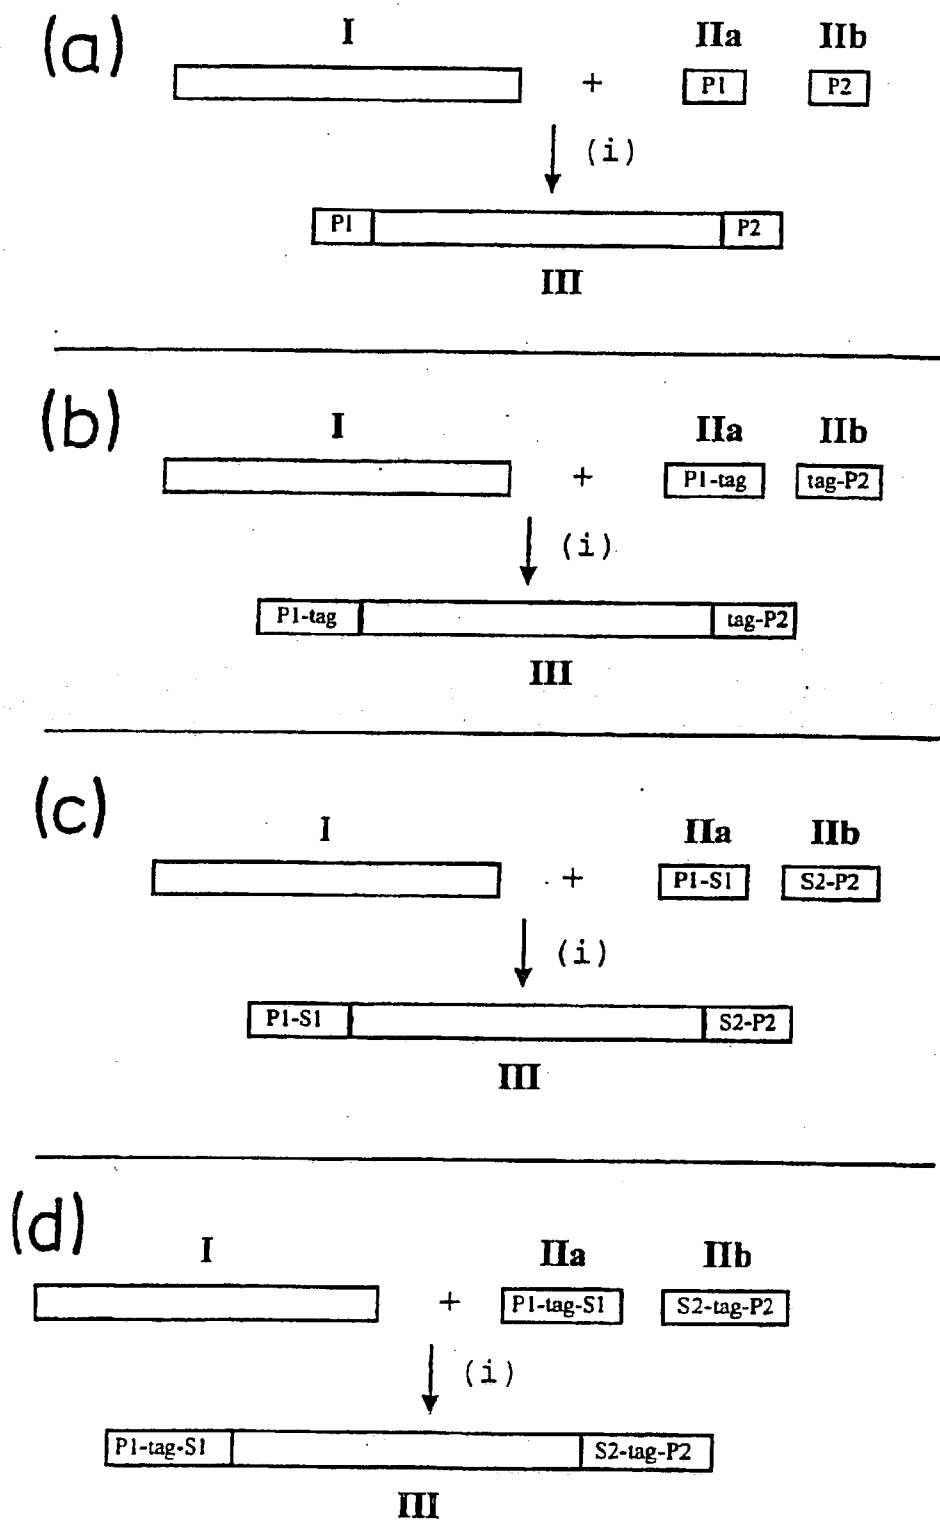 (a) I IIa IIb
+ P1 P2
(i)
P1 P2
III
(b) I IIa IIb
+ P1-tag tag-P2
(i)
P1-tag tag-P2
III
(c) I IIa IIb
+ P1-S1 S2-P2
(i)
P1-S1 S2-P2
III
(d) I IIa IIb
+ P1-tag-S1 S2-tag-P2
(i)
P1-tag-S1 S2-tag-P2
III